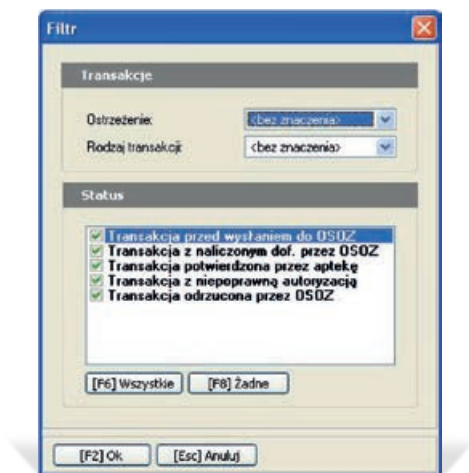 Filtr
Transakcje
Ostrzeżenie: <bez znaczenia>
Rodzaj transakcji: <bez znaczenia>
Status
Transakcja przed wysłaniem do OSOZ
Transakcja z naliczonym dof. przez OSOZ
Transakcja potwierdzona przez aptekę
Transakcja z niepoprawną autoryzacją
Transakcja odrzucona przez OSOZ
[F6] Wszystkie [F8] Żadne
[F2] Ok [Esc] Anuluj